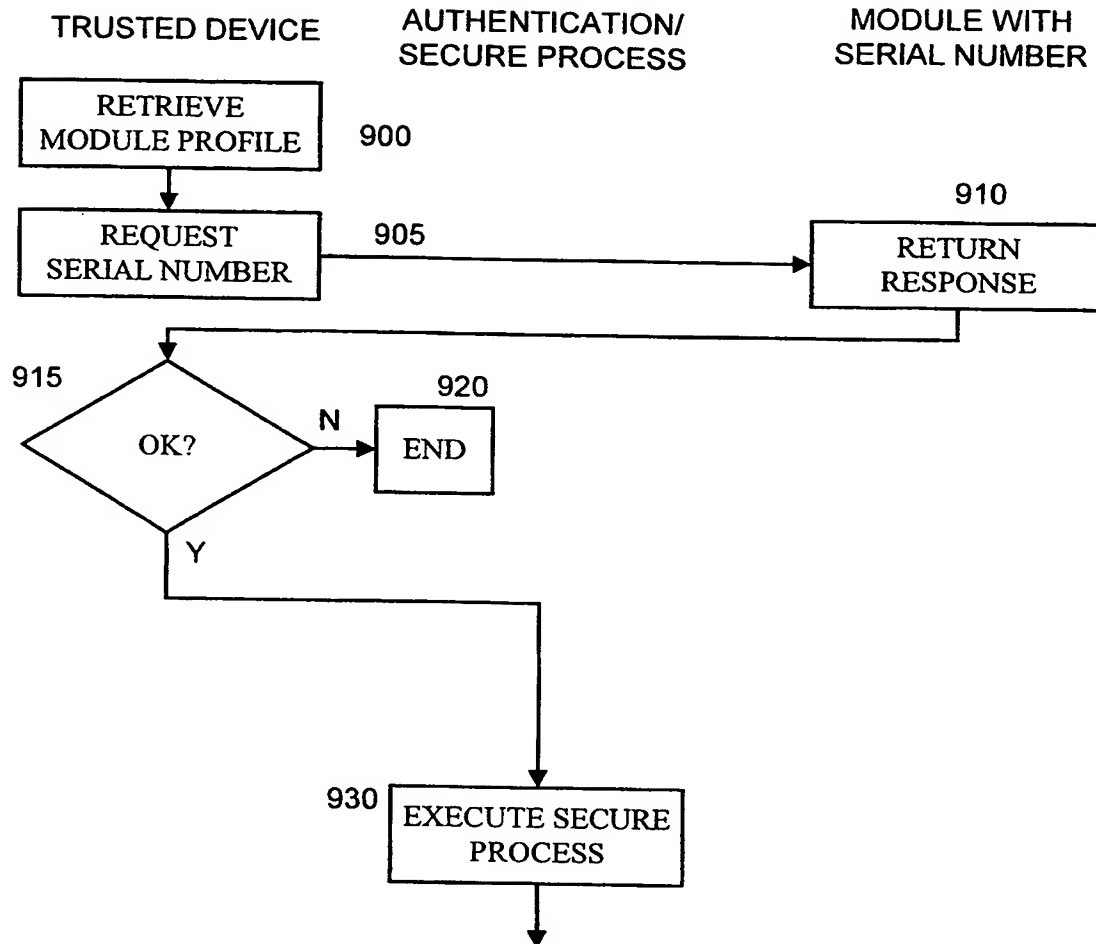 TRUSTED DEVICE
AUTHENTICATION/
SECURE PROCESS
MODULE WITH
SERIAL NUMBER
RETRIEVE
MODULE PROFILE
900
REQUEST
SERIAL NUMBER
905
910
RETURN
RESPONSE
915
OK?
N
920
END
Y
930
EXECUTE SECURE
PROCESS